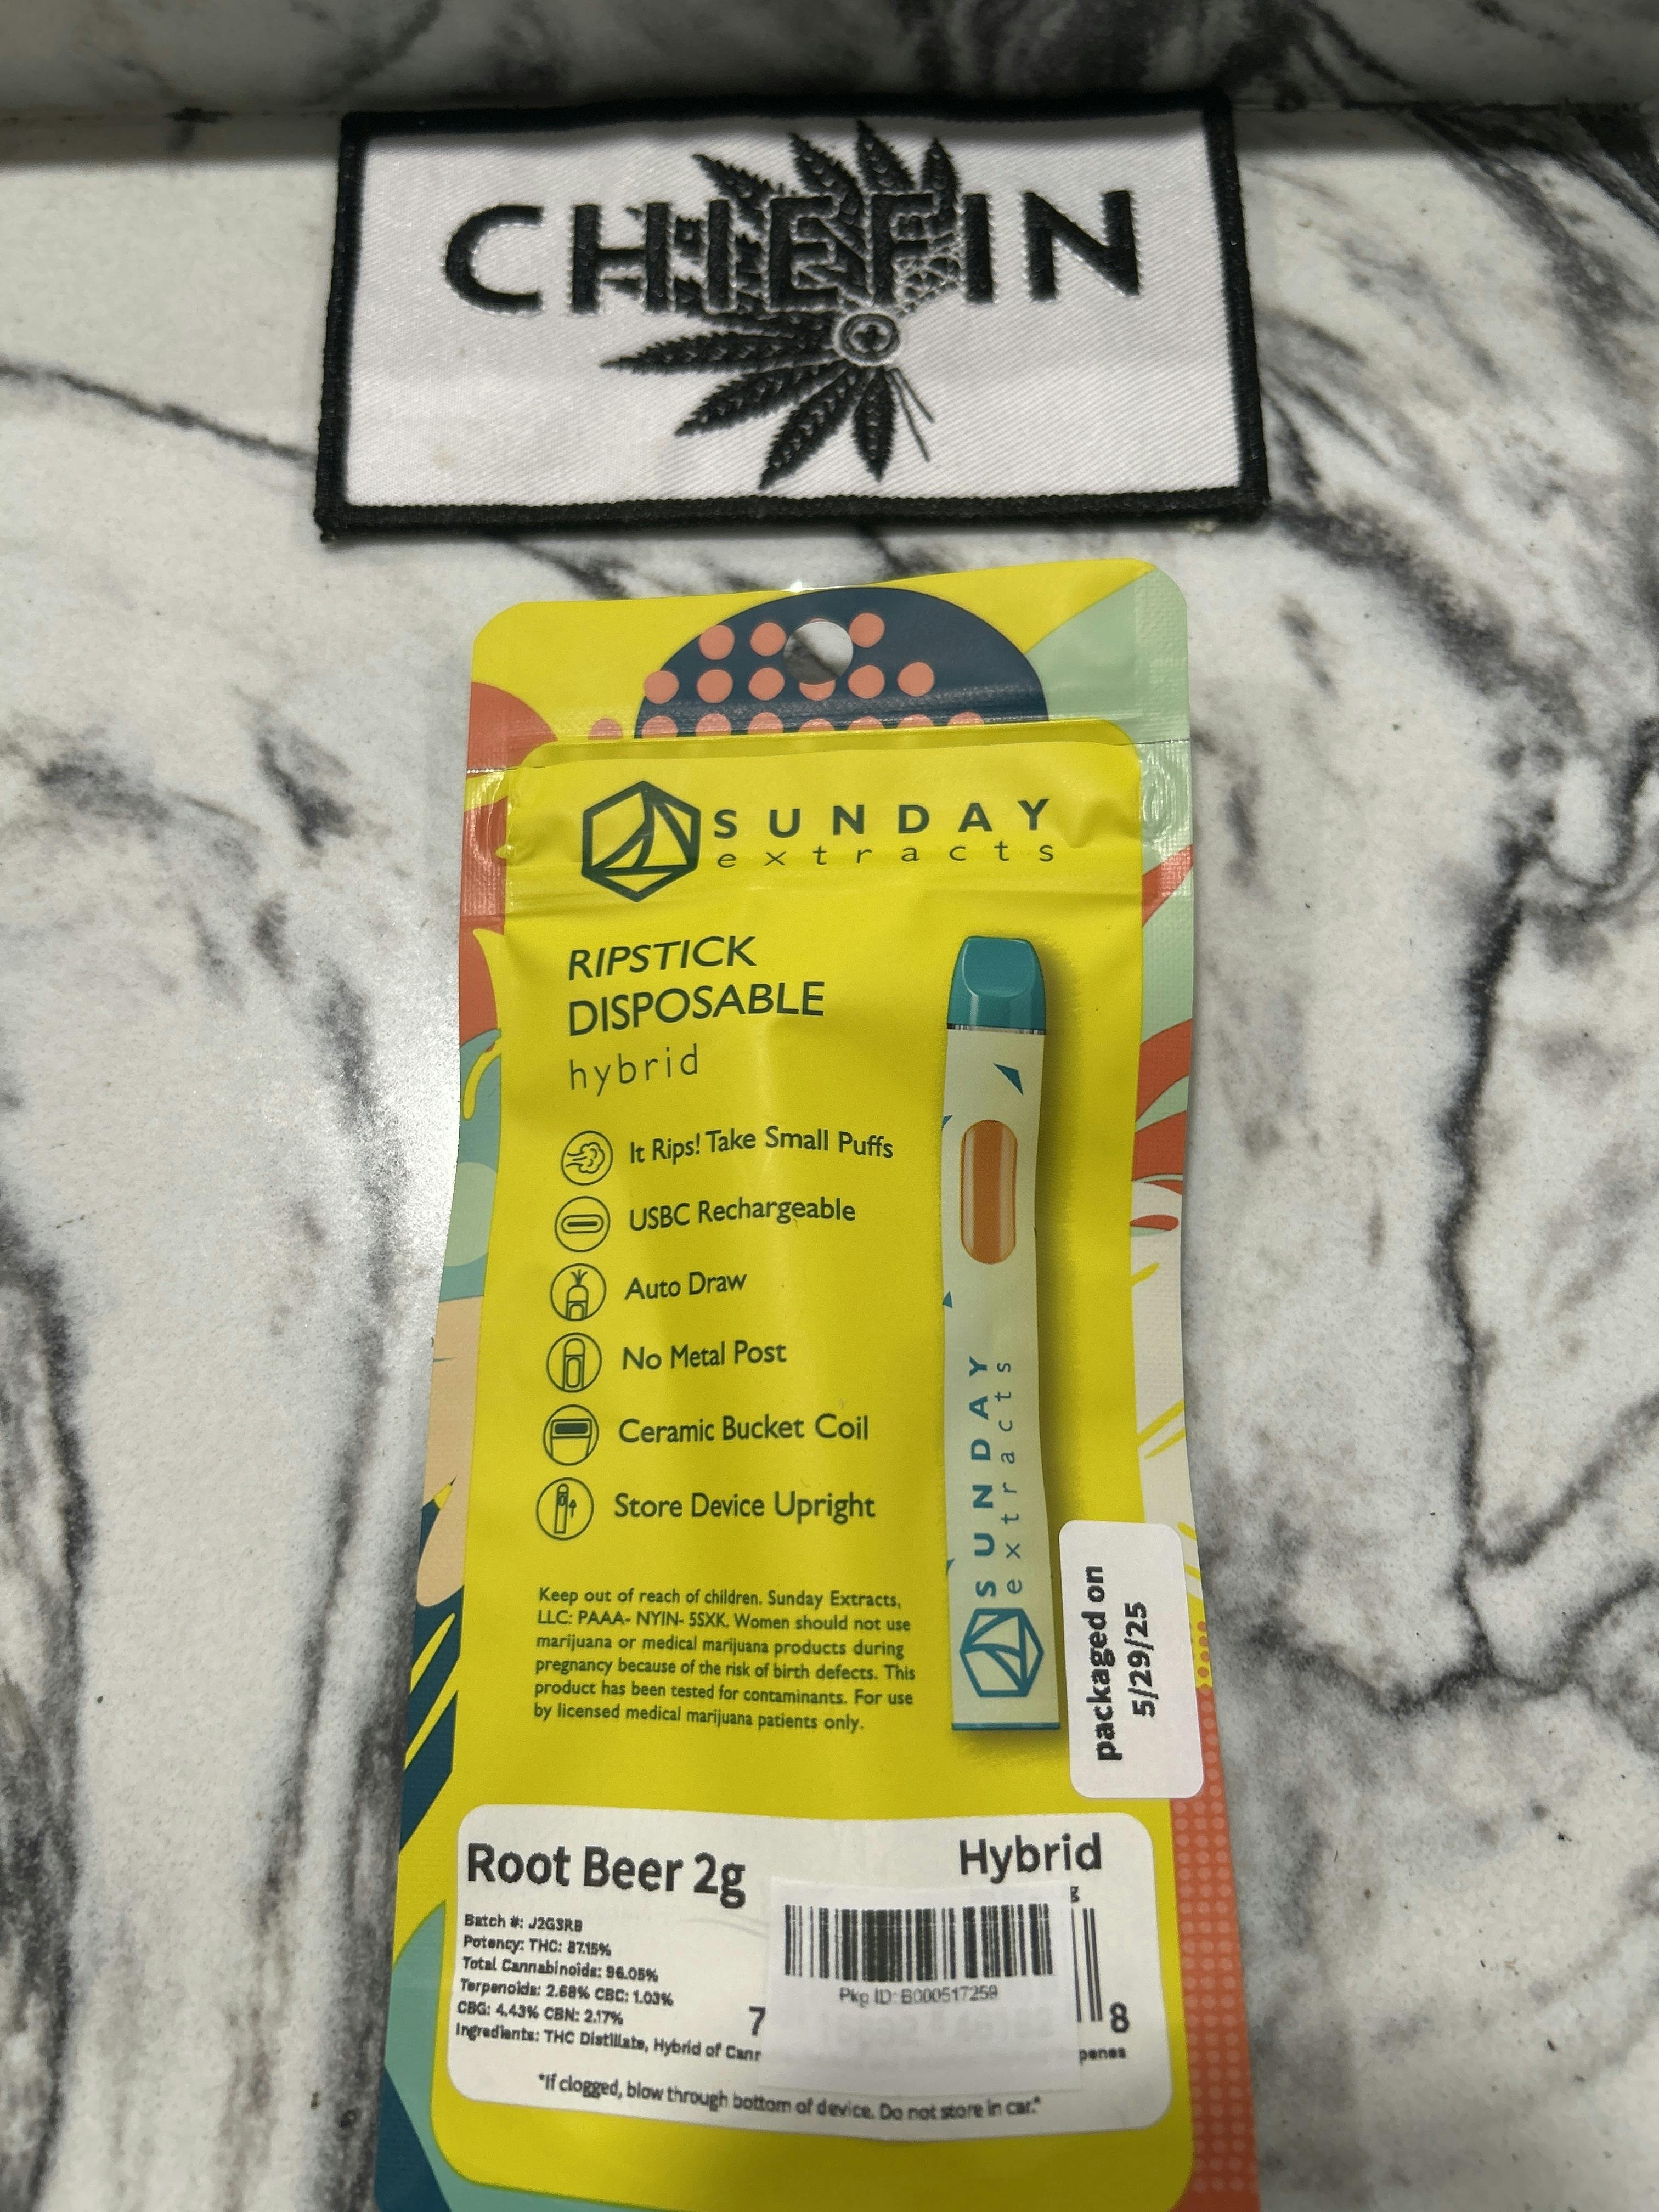 CHIEFIN
SUNDAY
extracts
RIPSTICK
DISPOSABLE
hybrid
It Rips! Take Small Puffs
USBC Rechargeable
Auto Draw
No Metal Post
Ceramic Bucket Coil
Store Device Upright
SUNDAY
extracts
Keep out of reach of children. Sunday Extracts,
LLC: PAAA- NYIN- 5SXK. Women should not use
marijuana or medical marijuana products during
pregnancy because of the risk of birth defects. This
product has been tested for contaminants. For use
by licensed medical marijuana patients only.
packaged on
5/29/25
Root Beer 2g
Hybrid
g
Batch #: J2G3RB
Potency: THC: 87.15%
Total Cannabinoids: 96.05%
Terpenoids: 2.68% CBC: 1.03%
CBG: 4.43% CBN: 2.17%
Ingredients: THC Distillate, Hybrid of Canr
7
Pkg ID: B000517259
8
penes
*If clogged, blow through bottom of device. Do not store in car.*